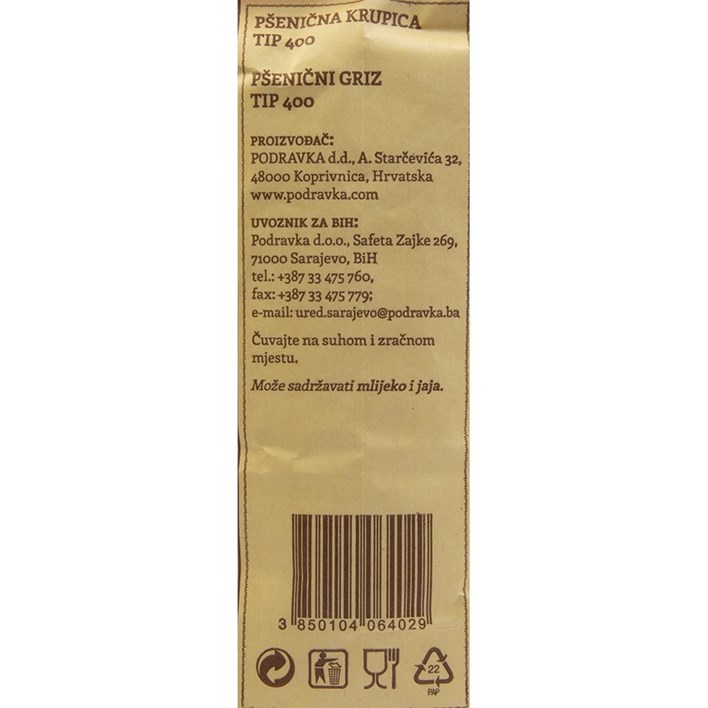 PŠENIČNA KRUPICA
TIP 400
PŠENIČNI GRIZ
TIP 400
PROIZVOĐAČ:
PODRAVKA d.d., A. Starčevića 32,
48000 Koprivnica, Hrvatska
www.podravka.com
UVOZNIK ZA BIH:
Podravka d.o.o., Safeta Zajke 269,
71000 Sarajevo, BiH
tel.: +387 33 475 760,
fax: +387 33 475 779;
e-mail: ured.sarajevo@podravka.ba
Čuvajte na suhom i zračnom
mjestu.
Može sadržavati mlijeko i jaja.
3 850104 064029
22
PAP